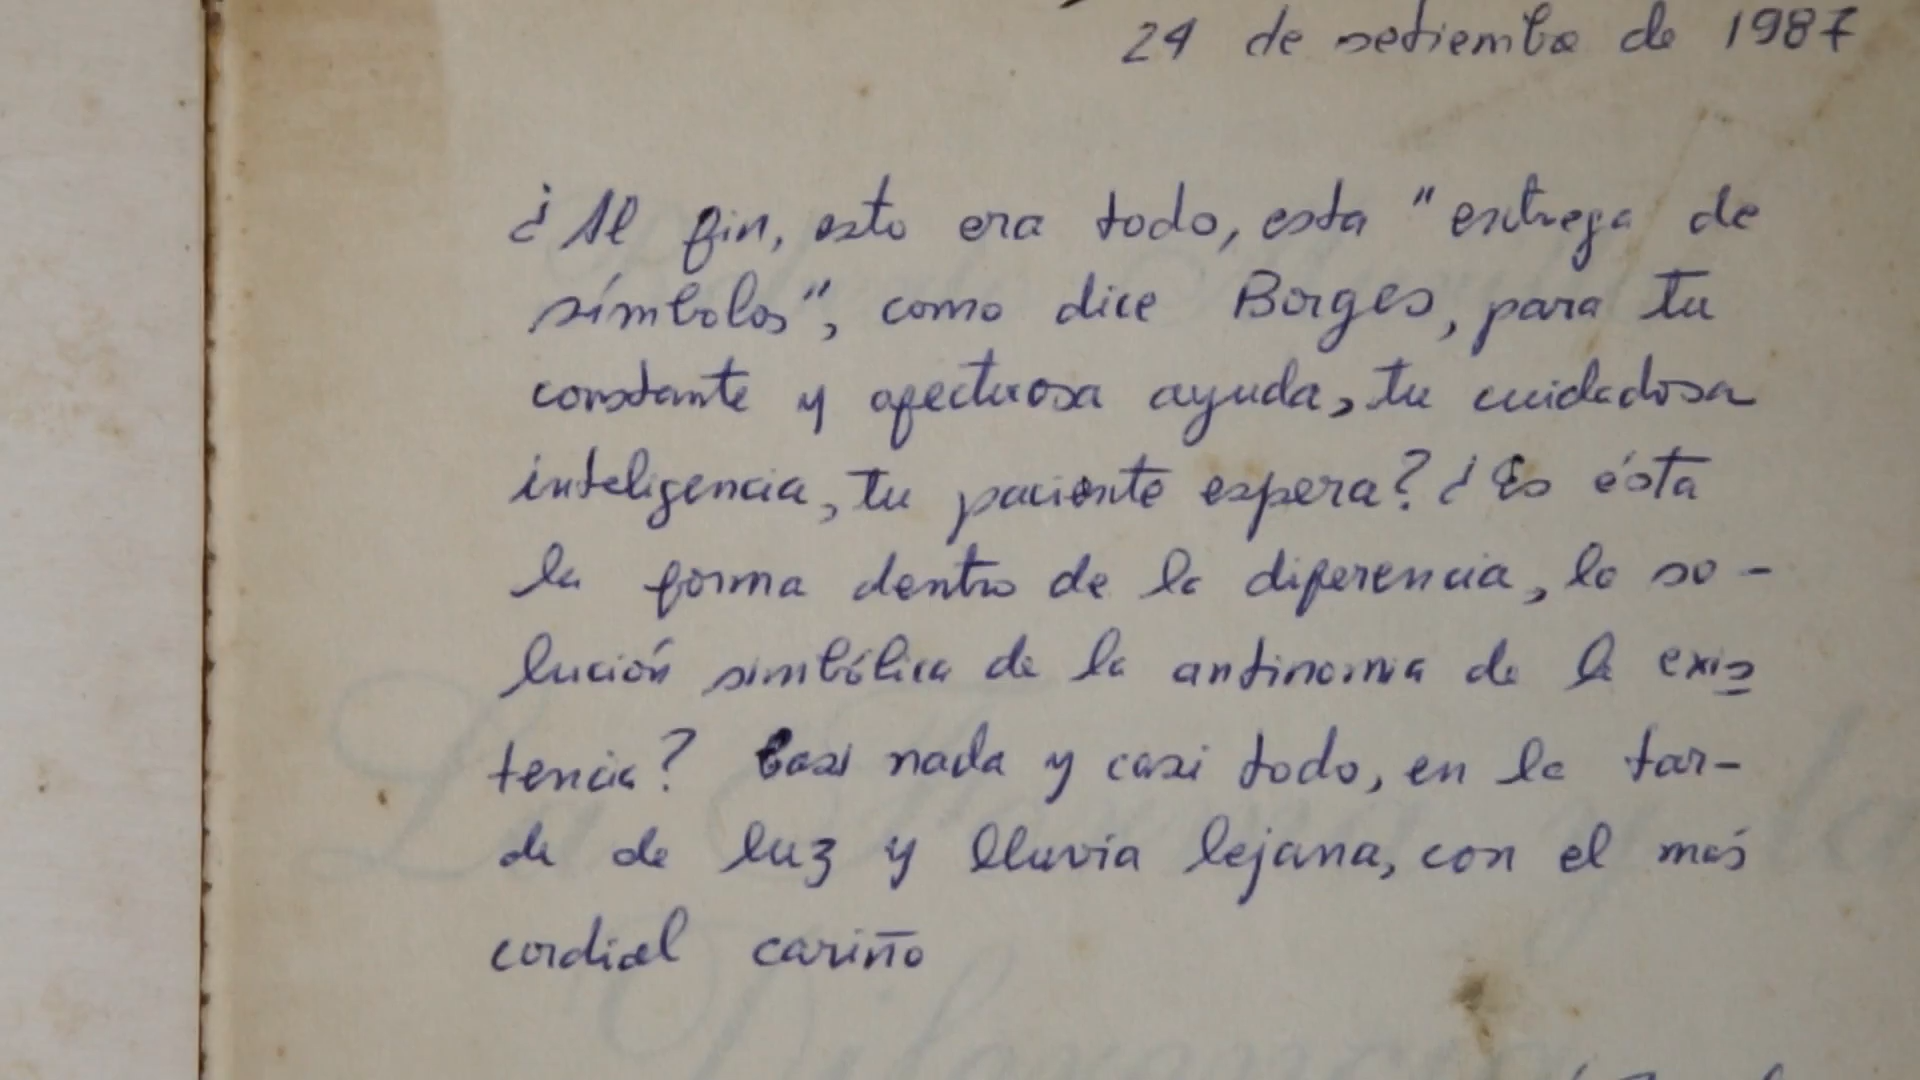 24 de setiembre de 1987
¿Al fin, esto era todo, esta "entrega de
símbolos", como dice Borges, para tu
constante y afectuosa ayuda, tu cuidadosa
inteligencia, tu paciente espera? ¿Es ésta
la forma dentro de la diferencia, la so-
lución simbólica de la antinomia de la exis
tencia? Casi nada y casi todo, en la tar-
de de luz y lluvia lejana, con el más
cordial cariño